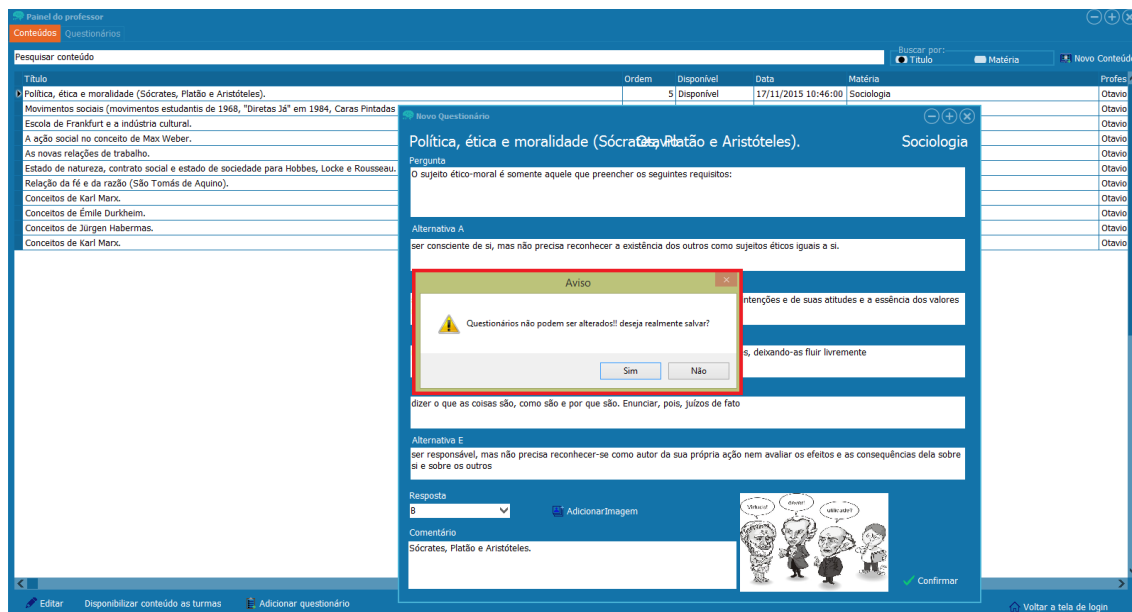 Painel do professor
Conteúdos Questionários
Pesquisar conteúdo
Buscar por:
Título Matéria
Novo Conteúdo
Título Ordem Disponível Data Matéria Profes
Política, ética e moralidade (Sócrates, Platão e Aristóteles). 5 Disponível 17/11/2015 10:46:00 Sociologia Otavio
Movimentos sociais (movimentos estudantis de 1968, "Diretas Já" em 1984, Caras Pintadas Otavio
Escola de Frankfurt e a indústria cultural. Otavio
A ação social no conceito de Max Weber. Otavio
As novas relações de trabalho. Otavio
Estado de natureza, contrato social e estado de sociedade para Hobbes, Locke e Rousseau. Otavio
Relação da fé e da razão (São Tomás de Aquino). Otavio
Conceitos de Karl Marx. Otavio
Conceitos de Émile Durkheim. Otavio
Conceitos de Jürgen Habermas. Otavio
Conceitos de Karl Marx. Otavio
Novo Questionário
Política, ética e moralidade (Sócrates, Platão e Aristóteles). Otavio Sociologia
Pergunta
O sujeito ético-moral é somente aquele que preencher os seguintes requisitos:
Alternativa A
ser consciente de si, mas não precisa reconhecer a existência dos outros como sujeitos éticos iguais a si.
Aviso
ntenções e de suas atitudes e a essência dos valores
Questionários não podem ser alterados!! deseja realmente salvar?
s, deixando-as fluir livremente
Sim Não
dizer o que as coisas são, como são e por que são. Enunciar, pois, juízos de fato
Alternativa E
ser responsável, mas não precisa reconhecer-se como autor da sua própria ação nem avaliar os efeitos e as consequências dela sobre
si e sobre os outros
Resposta
AdicionarImagem
Comentário
Sócrates, Platão e Aristóteles.
Confirmar
Editar Disponibilizar conteúdo as turmas Adicionar questionário Voltar a tela de login